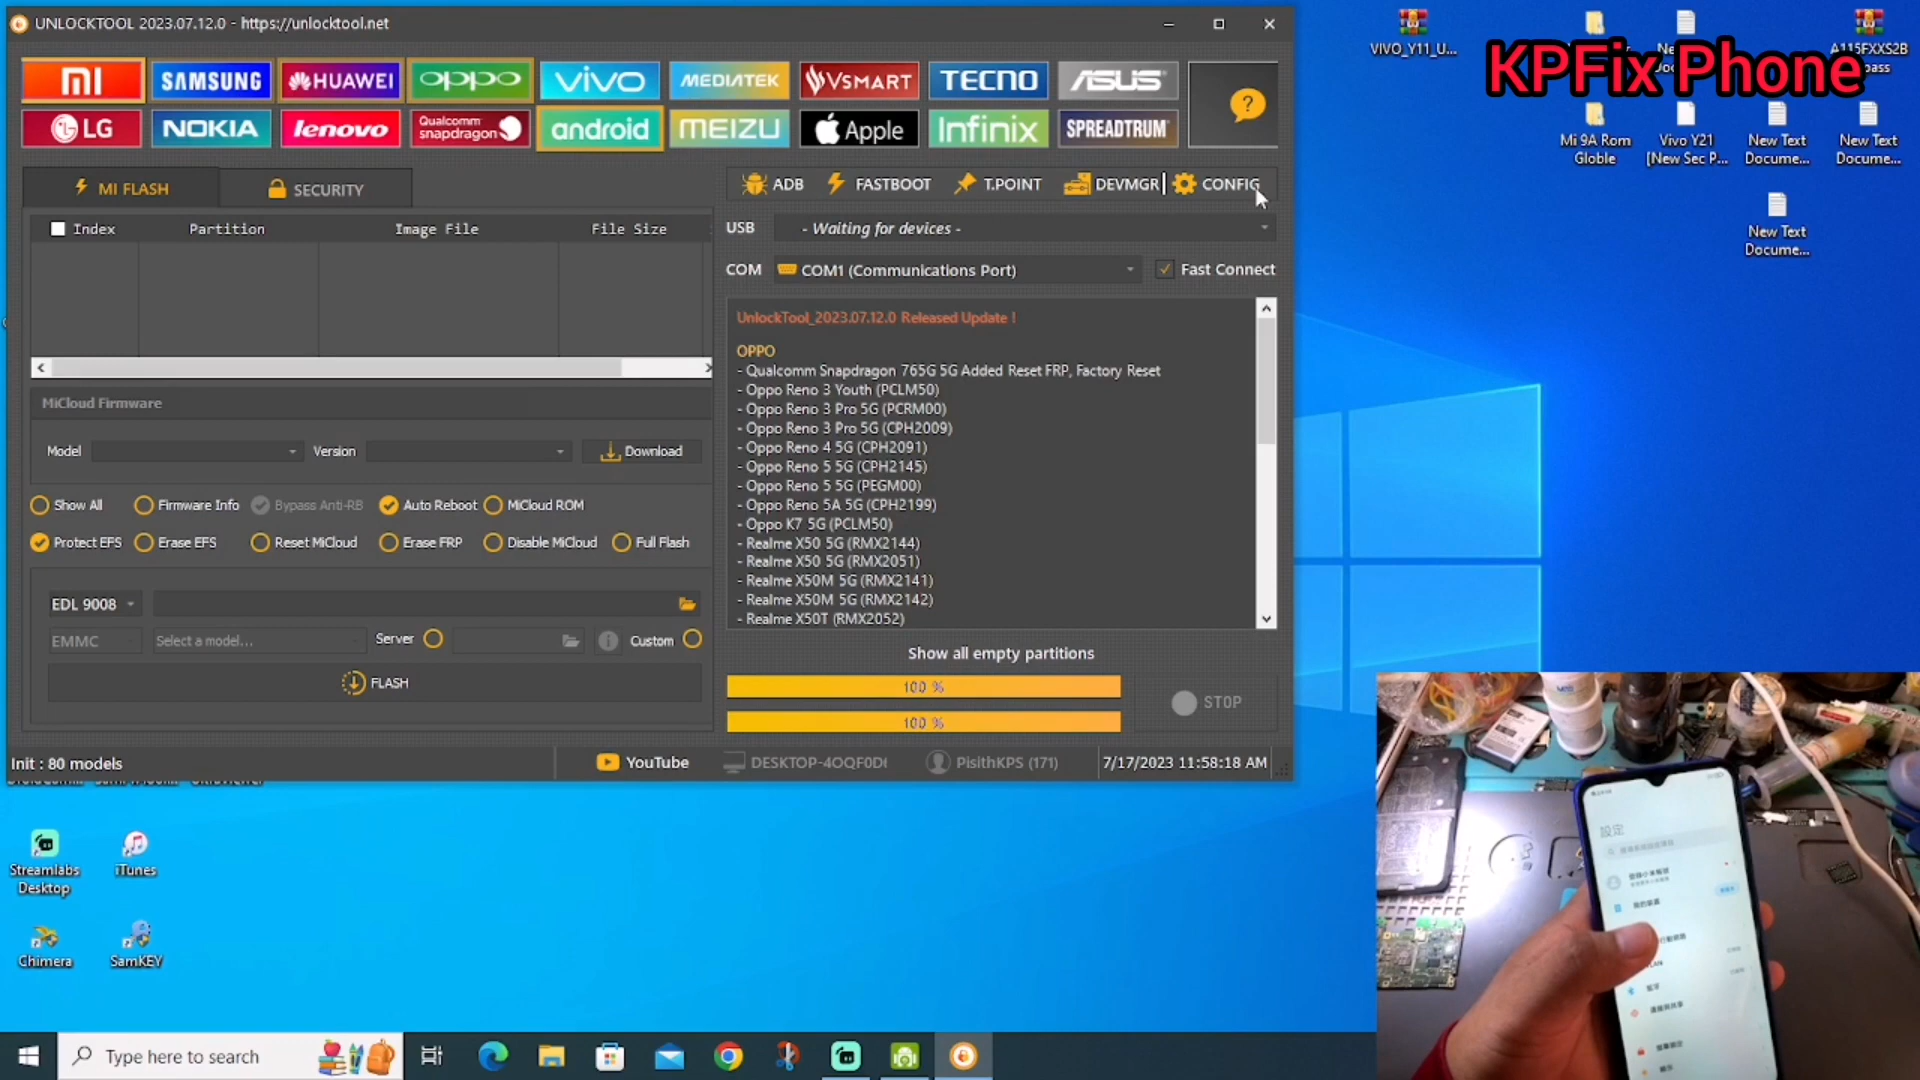 UNLOCKTOOL 2023.07.12.0 - https://unlocktool.net
mi SAMSUNG HUAWEI oppo vivo MEDIATEK VSMART TECNO ASUS ?
LG NOKIA lenovo Qualcomm snapdragon android MEIZU Apple Infinix SPREADTRUM
MI FLASH SECURITY
ADB FASTBOOT T.POINT DEVMGR CONFIG
Index Partition Image File File Size
USB - Waiting for devices -
COM COM1 (Communications Port) Fast Connect
UnlockTool_2023.07.12.0 Released Update !
OPPO
- Qualcomm Snapdragon 765G 5G Added Reset FRP, Factory Reset
- Oppo Reno 3 Youth (PCLM50)
- Oppo Reno 3 Pro 5G (PCRM00)
- Oppo Reno 3 Pro 5G (CPH2009)
- Oppo Reno 4 5G (CPH2091)
- Oppo Reno 5 5G (CPH2145)
- Oppo Reno 5 5G (PEGM00)
- Oppo Reno 5A 5G (CPH2199)
- Oppo K7 5G (PCLM50)
- Realme X50 5G (RMX2144)
- Realme X50 5G (RMX2051)
- Realme X50M 5G (RMX2141)
- Realme X50M 5G (RMX2142)
- Realme X50T (RMX2052)
MiCloud Firmware
Model Version Download
Show All Firmware Info Bypass Anti-RB Auto Reboot MiCloud ROM
Protect EFS Erase EFS Reset MiCloud Erase FRP Disable MiCloud Full Flash
EDL 9008
EMMC Select a model... Server Custom
FLASH
Show all empty partitions
100 %
100 %
STOP
Init : 80 models YouTube DESKTOP-4OQF0DI PisithKPS (171) 7/17/2023 11:58:18 AM
VIVO_Y11_U...
A115FXXS2B
KPFix Phone
Mi 9A Rom
Globle
Vivo Y21
[New Sec P...
New Text
Docume...
New Text
Docume...
New Text
Docume...
Streamlabs
Desktop
iTunes
Chimera
SamKEY
設定
Type here to search